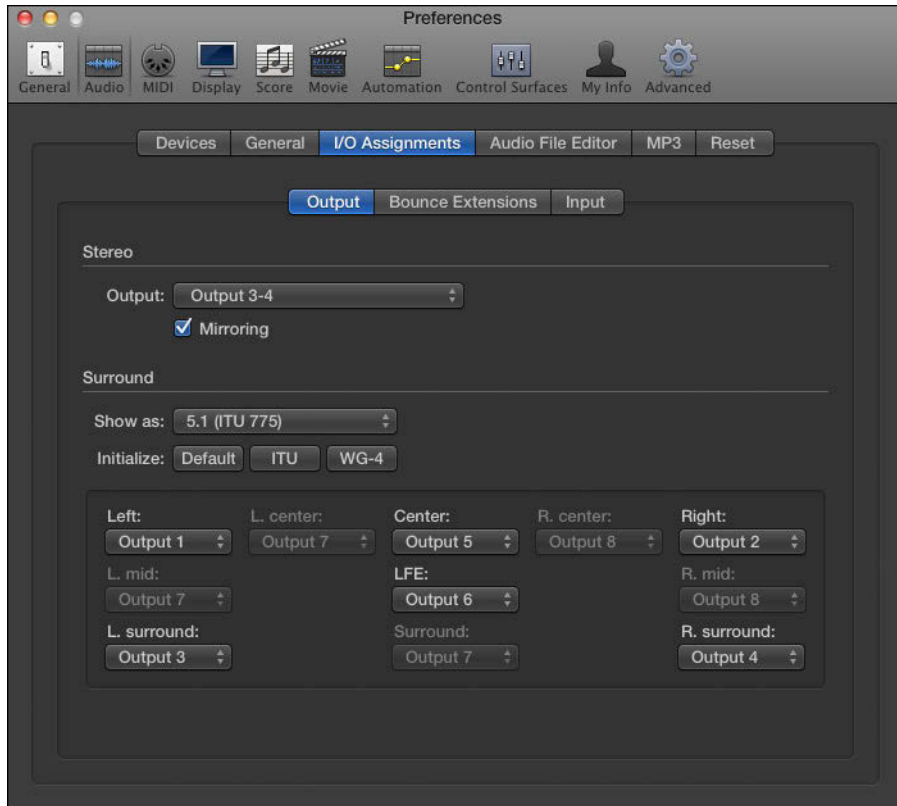 Preferences
General Audio MIDI Display Score Movie Automation Control Surfaces My Info Advanced
Devices General I/O Assignments Audio File Editor MP3 Reset
Output Bounce Extensions Input
Stereo
Output: Output 3-4
Mirroring
Surround
Show as: 5.1 (ITU 775)
Initialize: Default ITU WG-4
Left: L. center: Center: R. center: Right:
Output 1 Output 7 Output 5 Output 8 Output 2
L. mid: LFE: R. mid:
Output 7 Output 6 Output 8
L. surround: Surround: R. surround:
Output 3 Output 7 Output 4